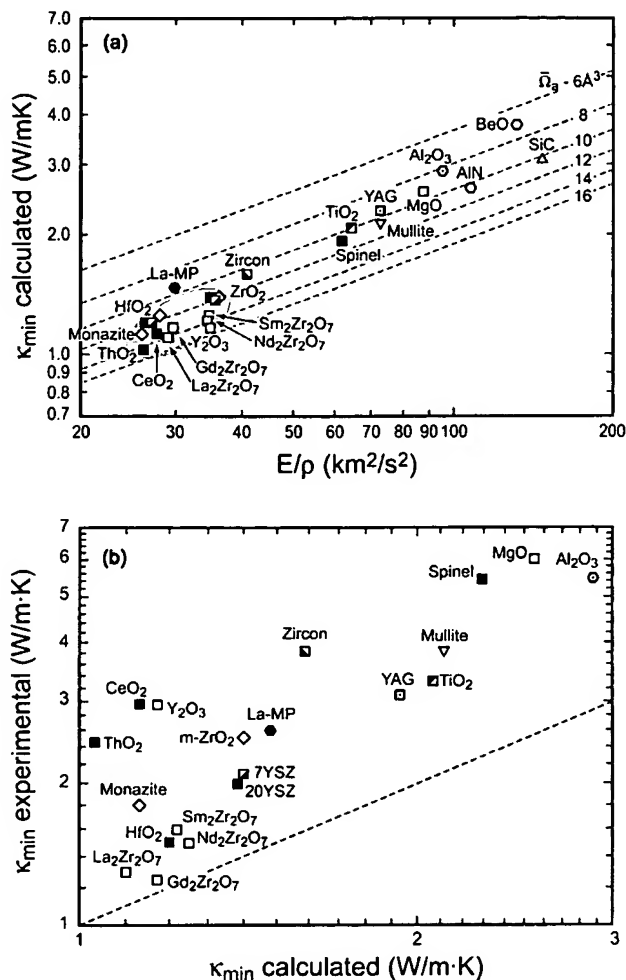 (a)
κmin calculated (W/mK)
7.0
5.0
4.0
3.0
2.0
1.0
0.9
0.8
0.7
Ω̄a 6A³
8
10
12
14
16
BeO
SiC
Al₂O₃
AlN
YAG
MgO
TiO₂
Mullite
Spinel
Zircon
La-MP
ZrO₂
HfO₂
Sm₂Zr₂O₇
Monazite
Nd₂Zr₂O₇
Y₂O₃
ThO₂
Gd₂Zr₂O₇
CeO₂
La₂Zr₂O₇
20 30 40 50 60 70 80 90 100 200
E/ρ (km²/s²)
(b)
κmin experimental (W/m·K)
7
6
5
4
3
2
1
MgO
Al₂O₃
Spinel
Zircon
Mullite
YAG
TiO₂
CeO₂
Y₂O₃
La-MP
ThO₂
m-ZrO₂
7YSZ
20YSZ
Monazite
Sm₂Zr₂O₇
HfO₂
Nd₂Zr₂O₇
La₂Zr₂O₇
Gd₂Zr₂O₇
1 2 3
κmin calculated (W/m·K)